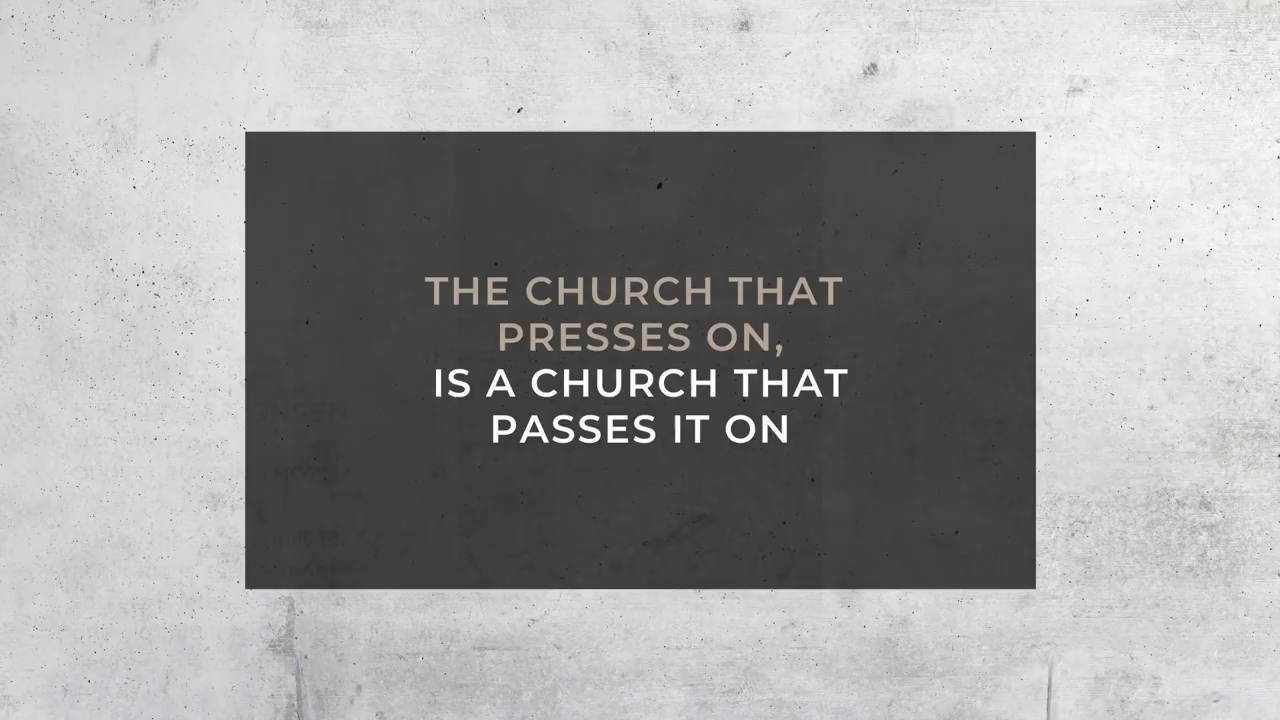 THE CHURCH THAT
PRESSES ON,
IS A CHURCH THAT
PASSES IT ON